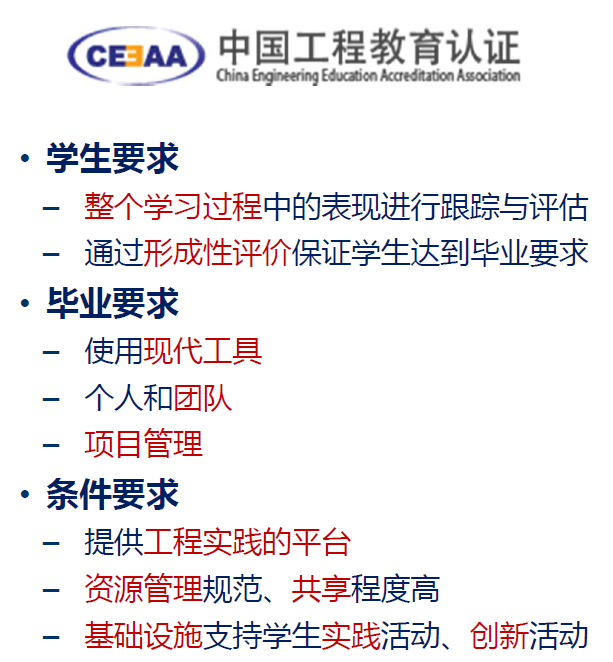 CEEAA 中国工程教育认证
China Engineering Education Accreditation Association
• 学生要求
– 整个学习过程中的表现进行跟踪与评估
– 通过形成性评价保证学生达到毕业要求
• 毕业要求
– 使用现代工具
– 个人和团队
– 项目管理
• 条件要求
– 提供工程实践的平台
– 资源管理规范、共享程度高
– 基础设施支持学生实践活动、创新活动